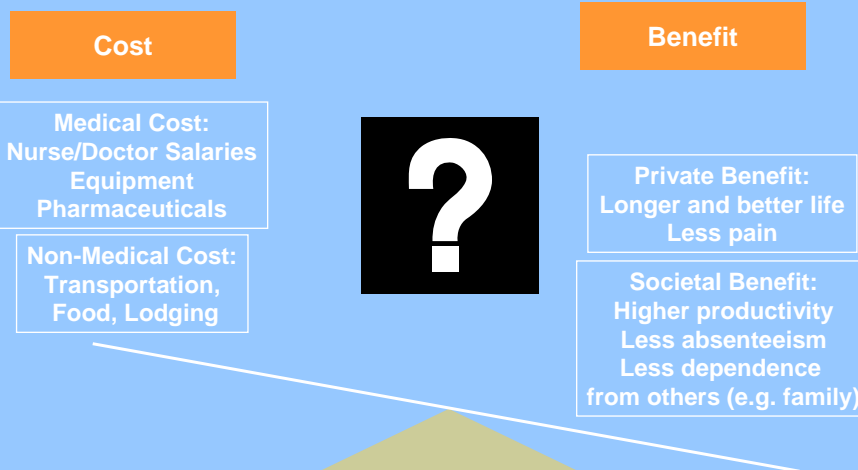 Cost
Medical Cost:
Nurse/Doctor Salaries
Equipment
Pharmaceuticals
Non-Medical Cost:
Transportation,
Food, Lodging
?
Benefit
Private Benefit:
Longer and better life
Less pain
Societal Benefit:
Higher productivity
Less absenteeism
Less dependence
from others (e.g. family)